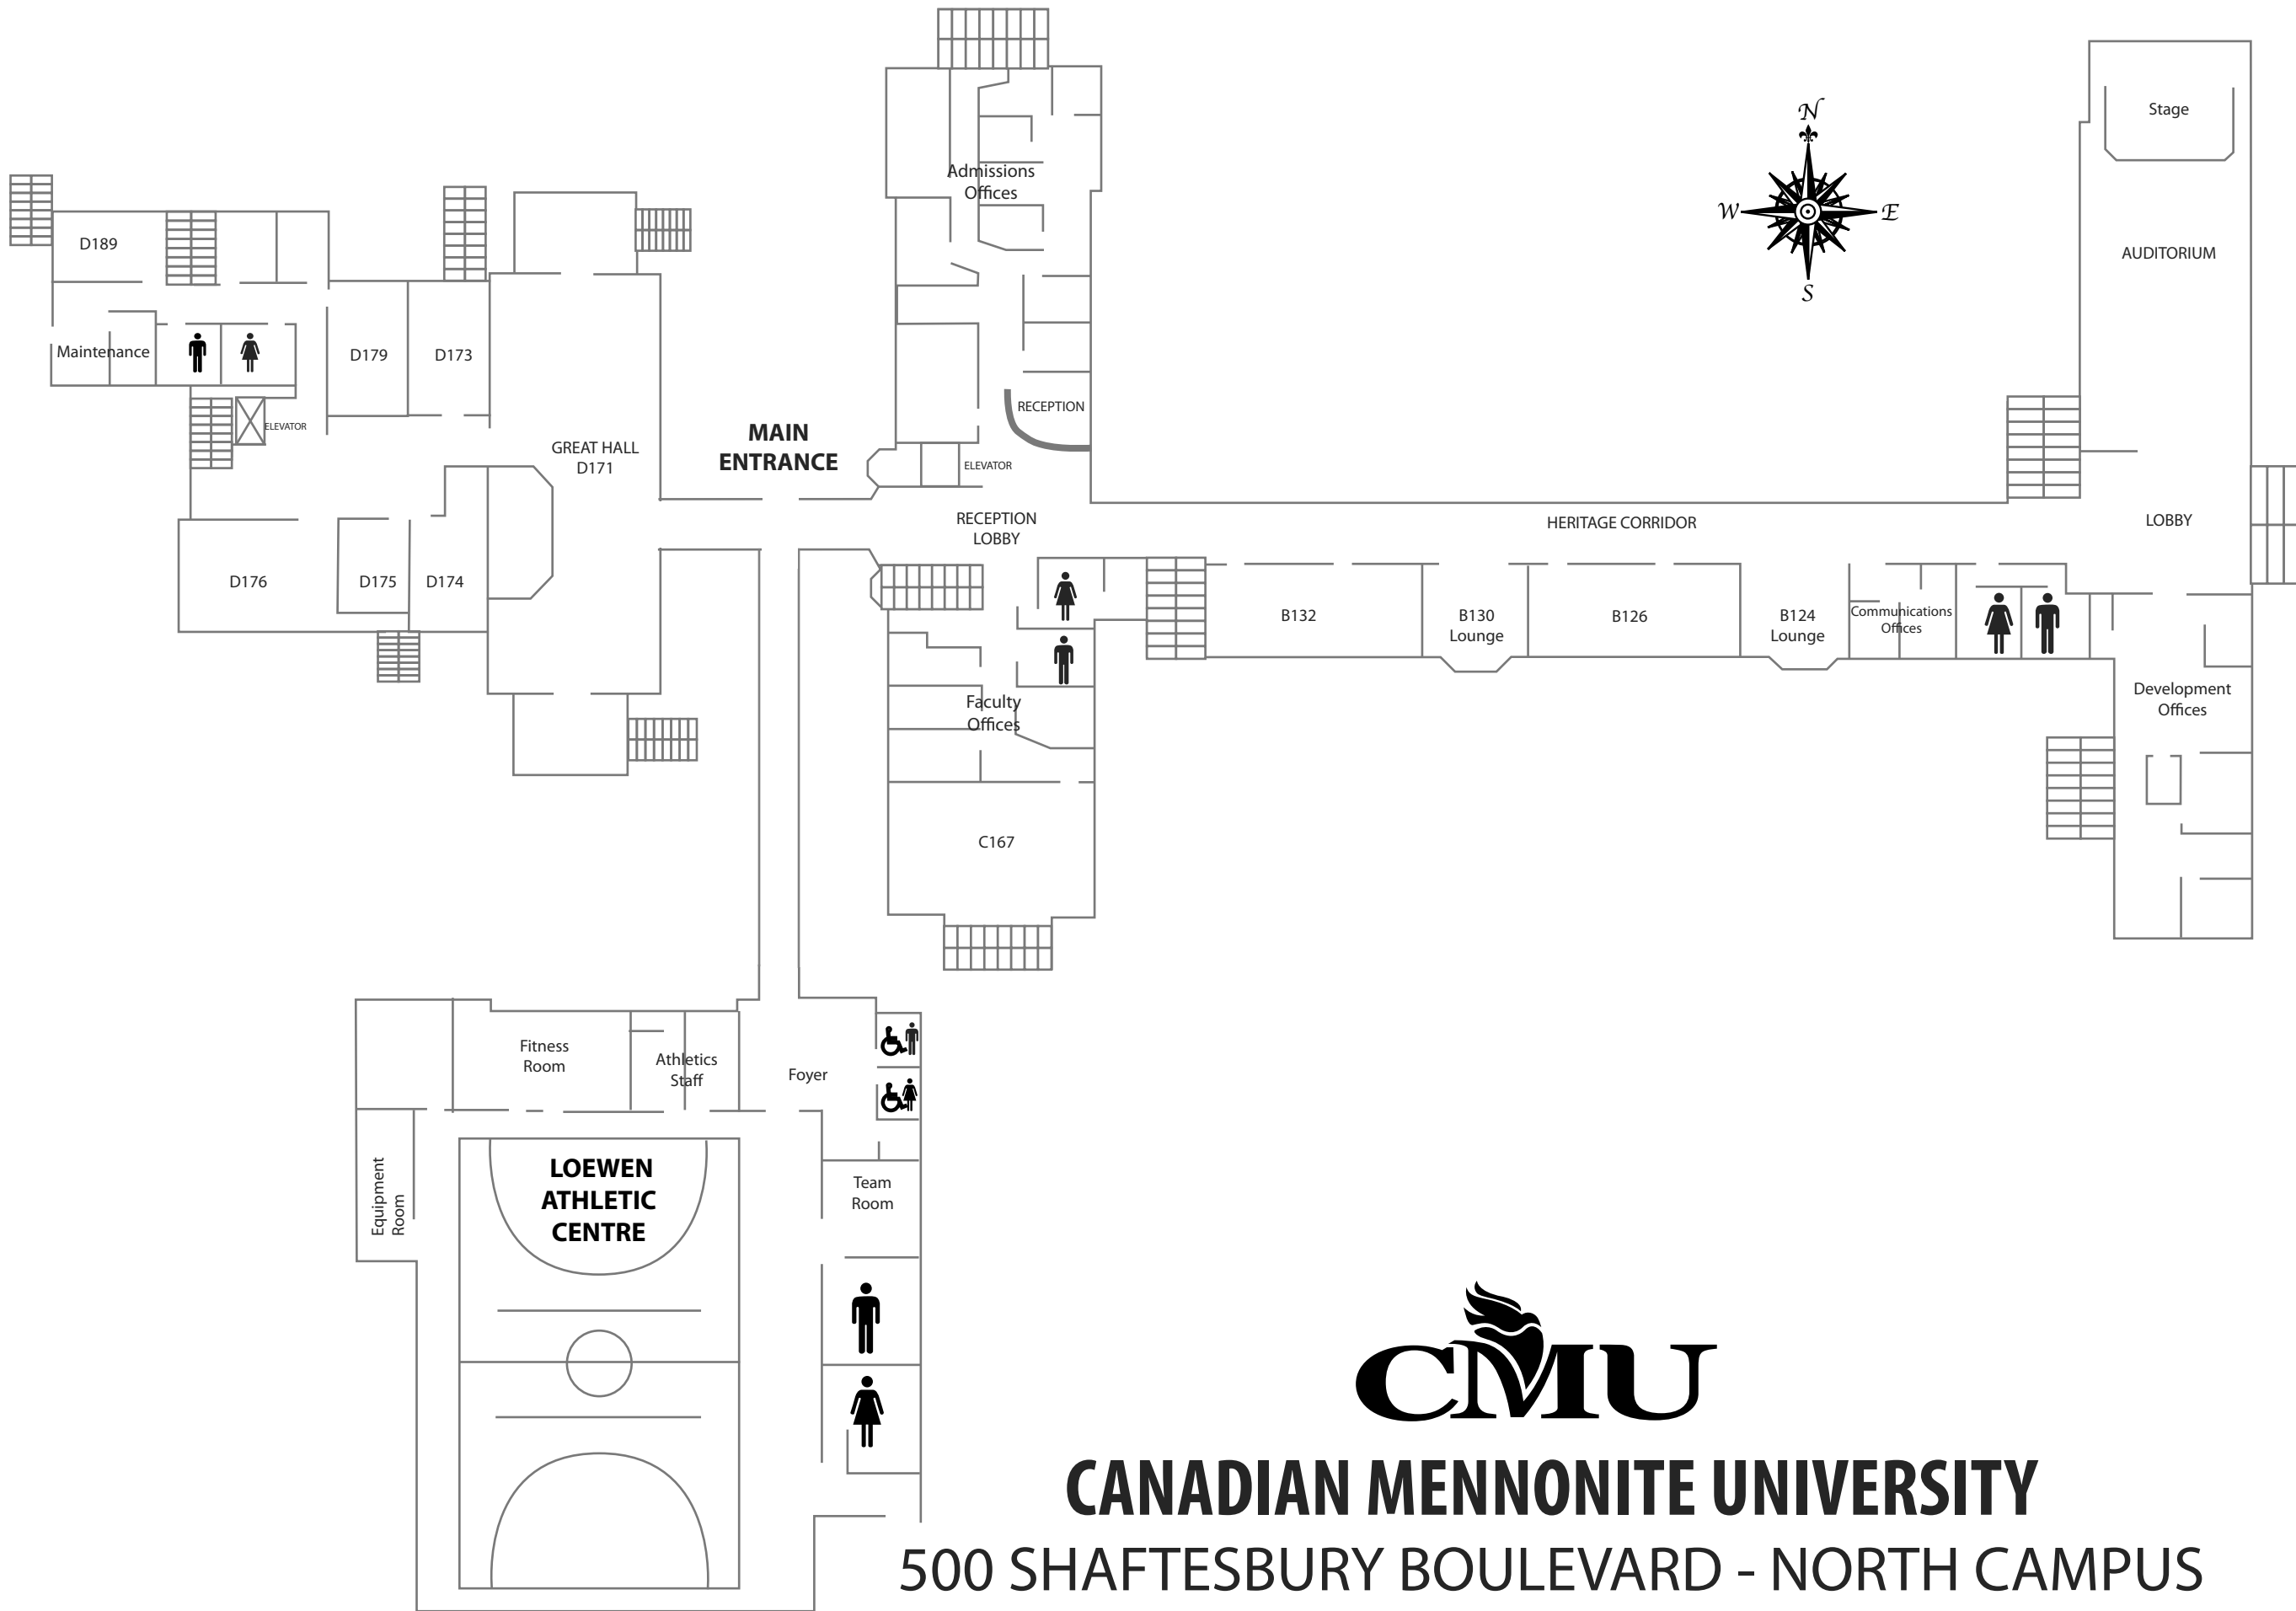 N
W
E
S
Stage
AUDITORIUM
LOBBY
Admissions
Offices
D189
Maintenance
D179
D173
ELEVATOR
GREAT HALL
D171
MAIN
ENTRANCE
RECEPTION
ELEVATOR
RECEPTION
LOBBY
HERITAGE CORRIDOR
D176
D175
D174
B132
B130
Lounge
B126
B124
Lounge
Communications
Offices
Development
Offices
Faculty
Offices
C167
Fitness
Room
Athletics
Staff
Foyer
Equipment
Room
LOEWEN
ATHLETIC
CENTRE
Team
Room
CMU
CANADIAN MENNONITE UNIVERSITY
500 SHAFTESBURY BOULEVARD - NORTH CAMPUS